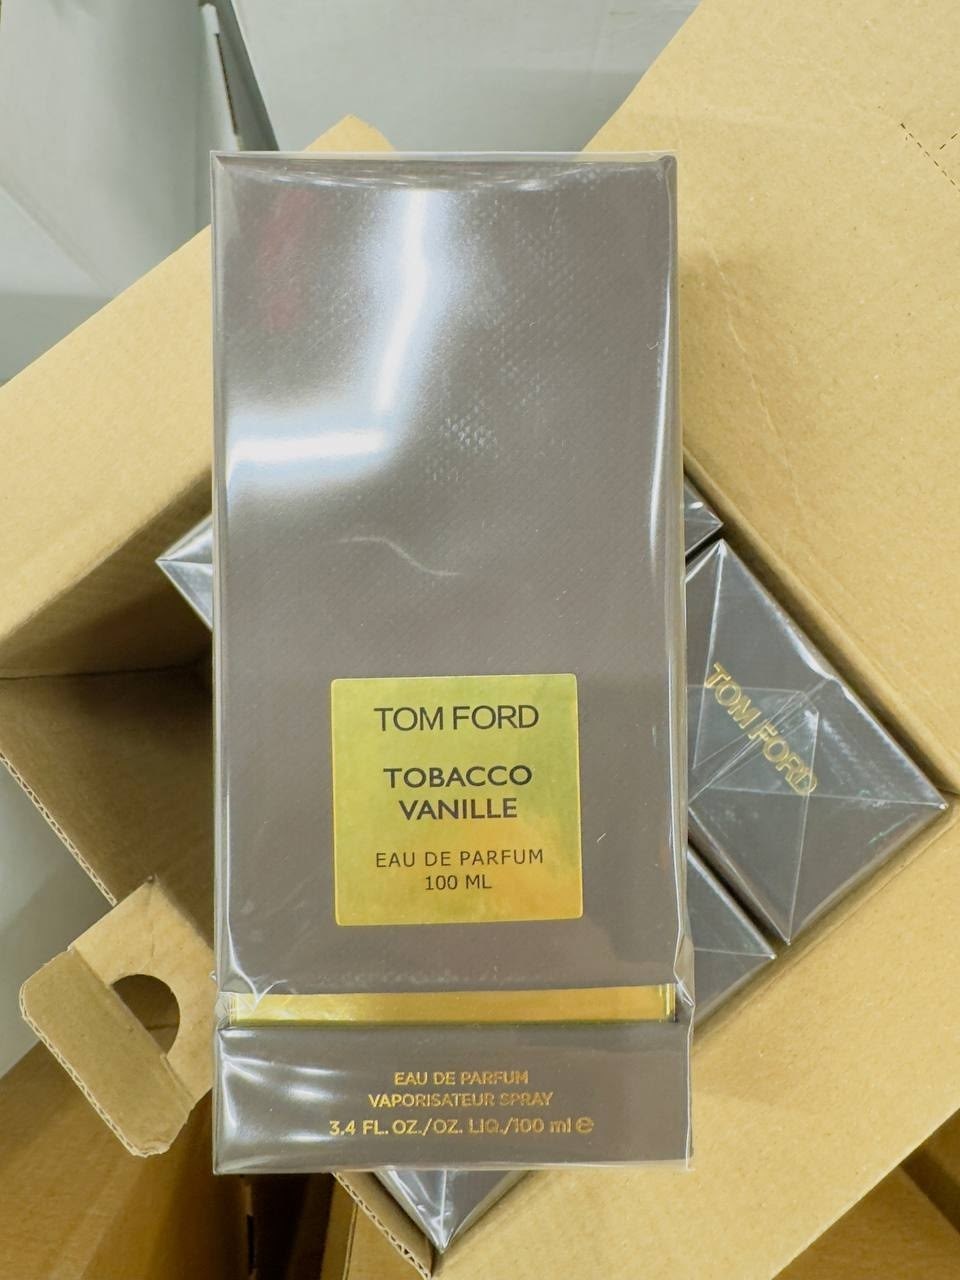 TOM FORD
TOBACCO
VANILLE
EAU DE PARFUM
100 ML
EAU DE PARFUM
VAPORISATEUR SPRAY
3.4 FL. OZ./OZ. LIQ./100 ml ℮
TOM FORD